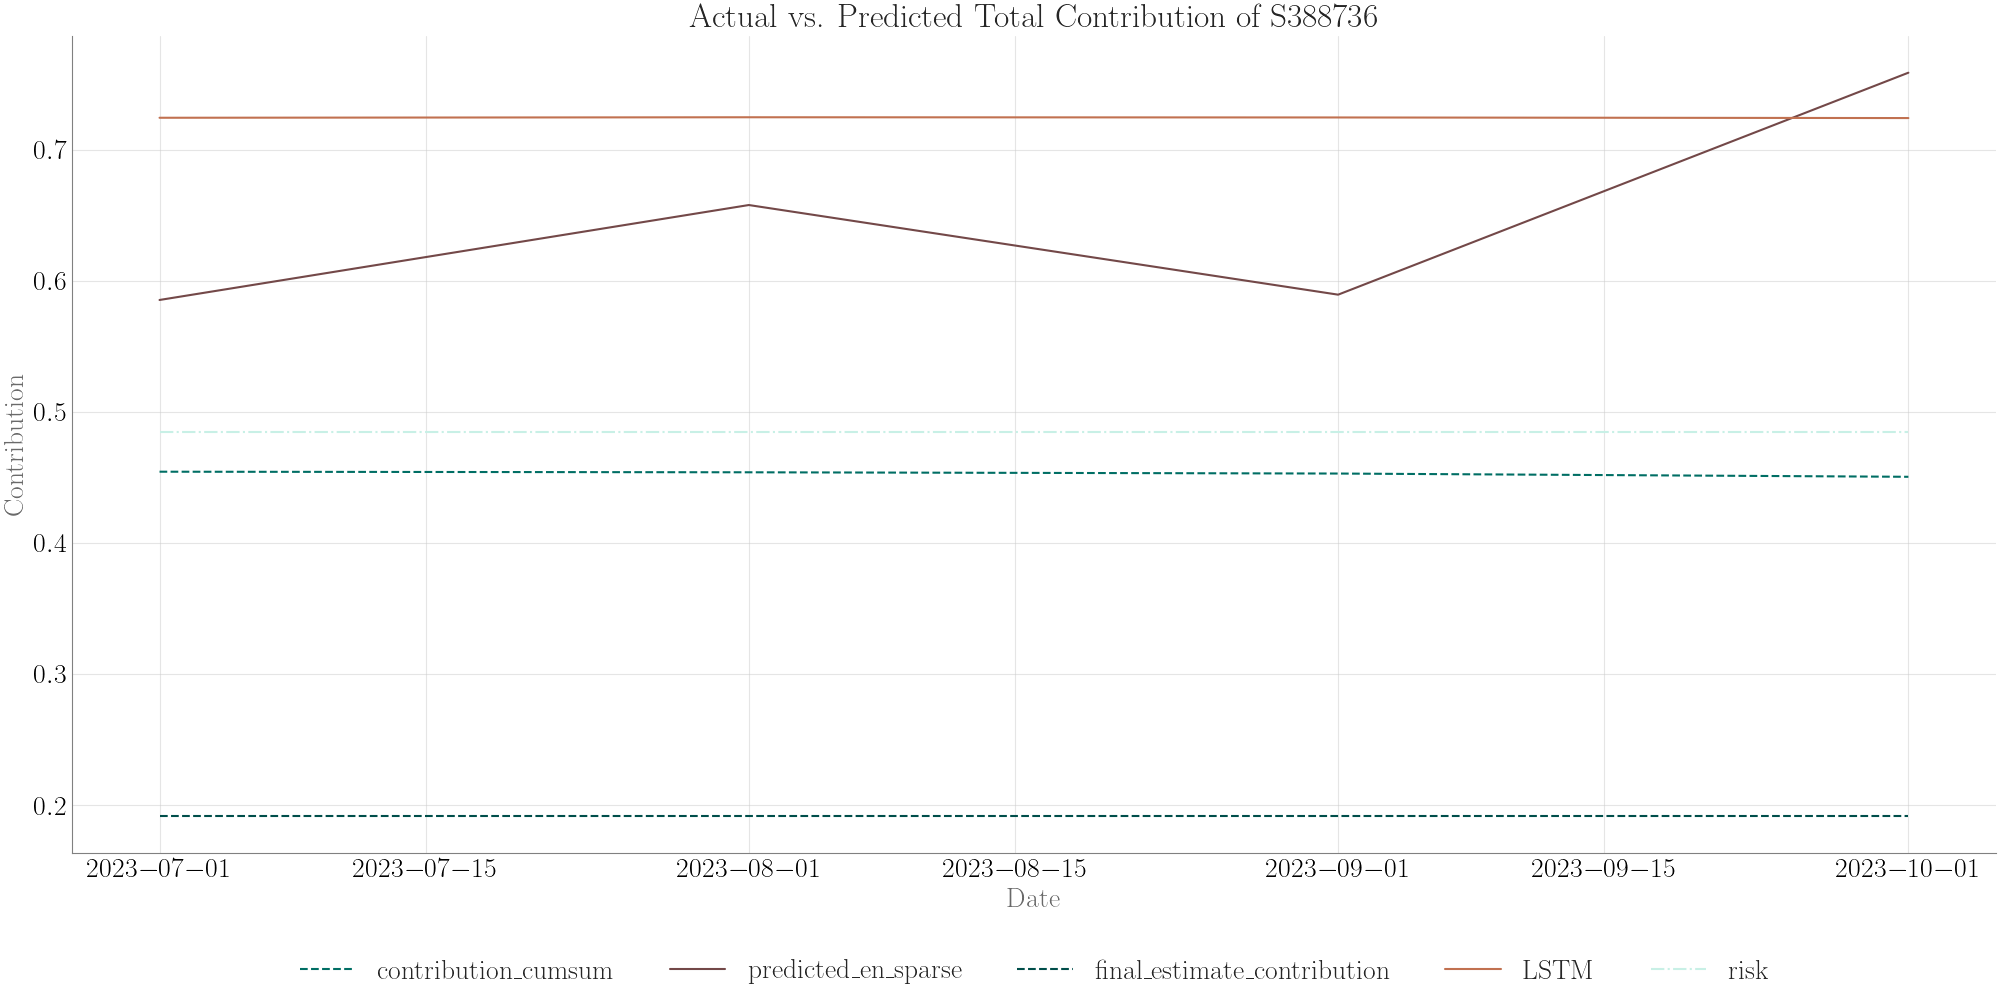 Actual vs. Predicted Total Contribution of S388736
Contribution
0.7
0.6
0.5
0.4
0.3
0.2
2023−07−01 2023−07−15 2023−08−01 2023−08−15 2023−09−01 2023−09−15 2023−10−01
Date
contribution_cumsum predicted_en_sparse final_estimate_contribution LSTM risk